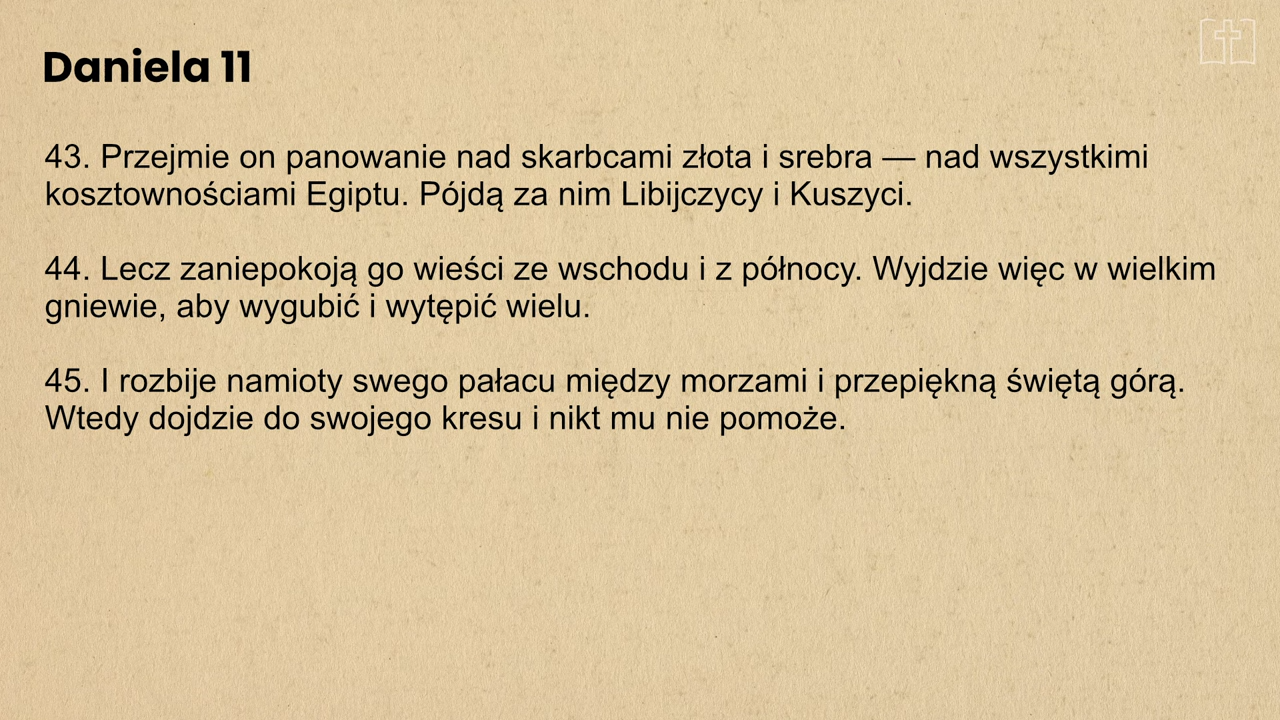 Daniela 11
43. Przejmie on panowanie nad skarbcami złota i srebra — nad wszystkimi
kosztownościami Egiptu. Pójdą za nim Libijczycy i Kuszyci.
44. Lecz zaniepokoją go wieści ze wschodu i z północy. Wyjdzie więc w wielkim
gniewie, aby wygubić i wytępić wielu.
45. I rozbije namioty swego pałacu między morzami i przepiękną świętą górą.
Wtedy dojdzie do swojego kresu i nikt mu nie pomoże.